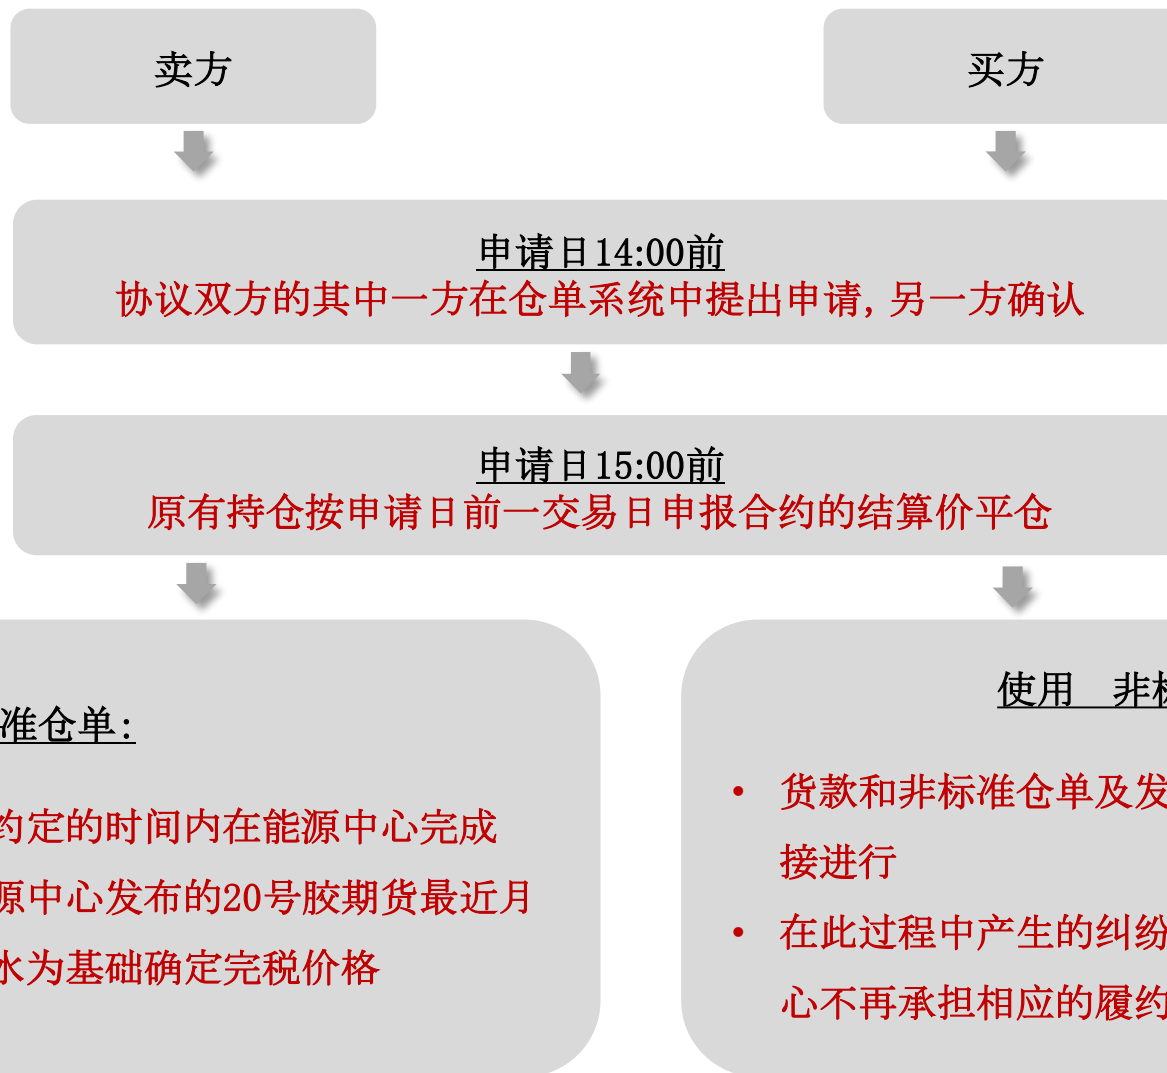 卖方
买方
申请日14:00前
协议双方的其中一方在仓单系统中提出申请,另一方确认
申请日15:00前
原有持仓按申请日前一交易日申报合约的结算价平仓
准仓单:
约定的时间内在能源中心完成
源中心发布的20号胶期货最近月
水为基础确定完税价格
使用 非标
货款和非标准仓单及发
接进行
在此过程中产生的纠纷
心不再承担相应的履约